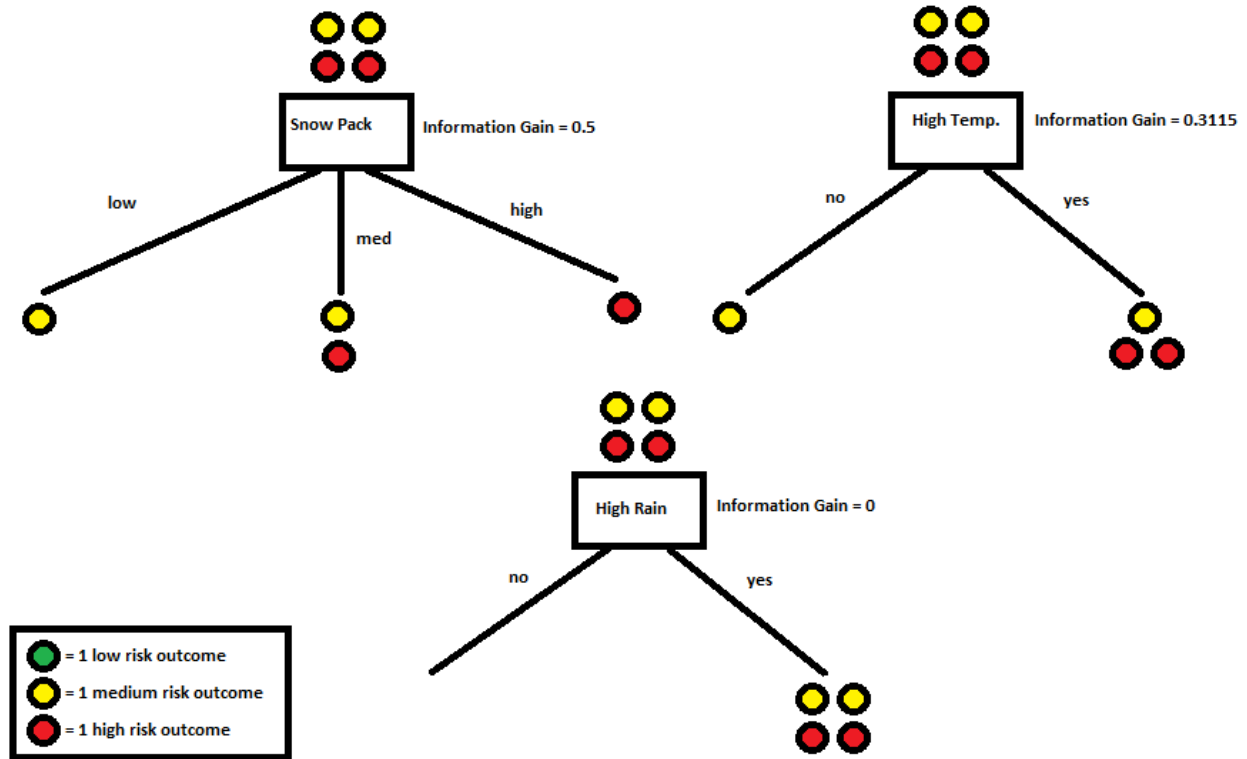 Snow Pack
Information Gain = 0.5
High Temp.
Information Gain = 0.3115
low
med
high
no
yes
High Rain
Information Gain = 0
no
yes
= 1 low risk outcome
= 1 medium risk outcome
= 1 high risk outcome